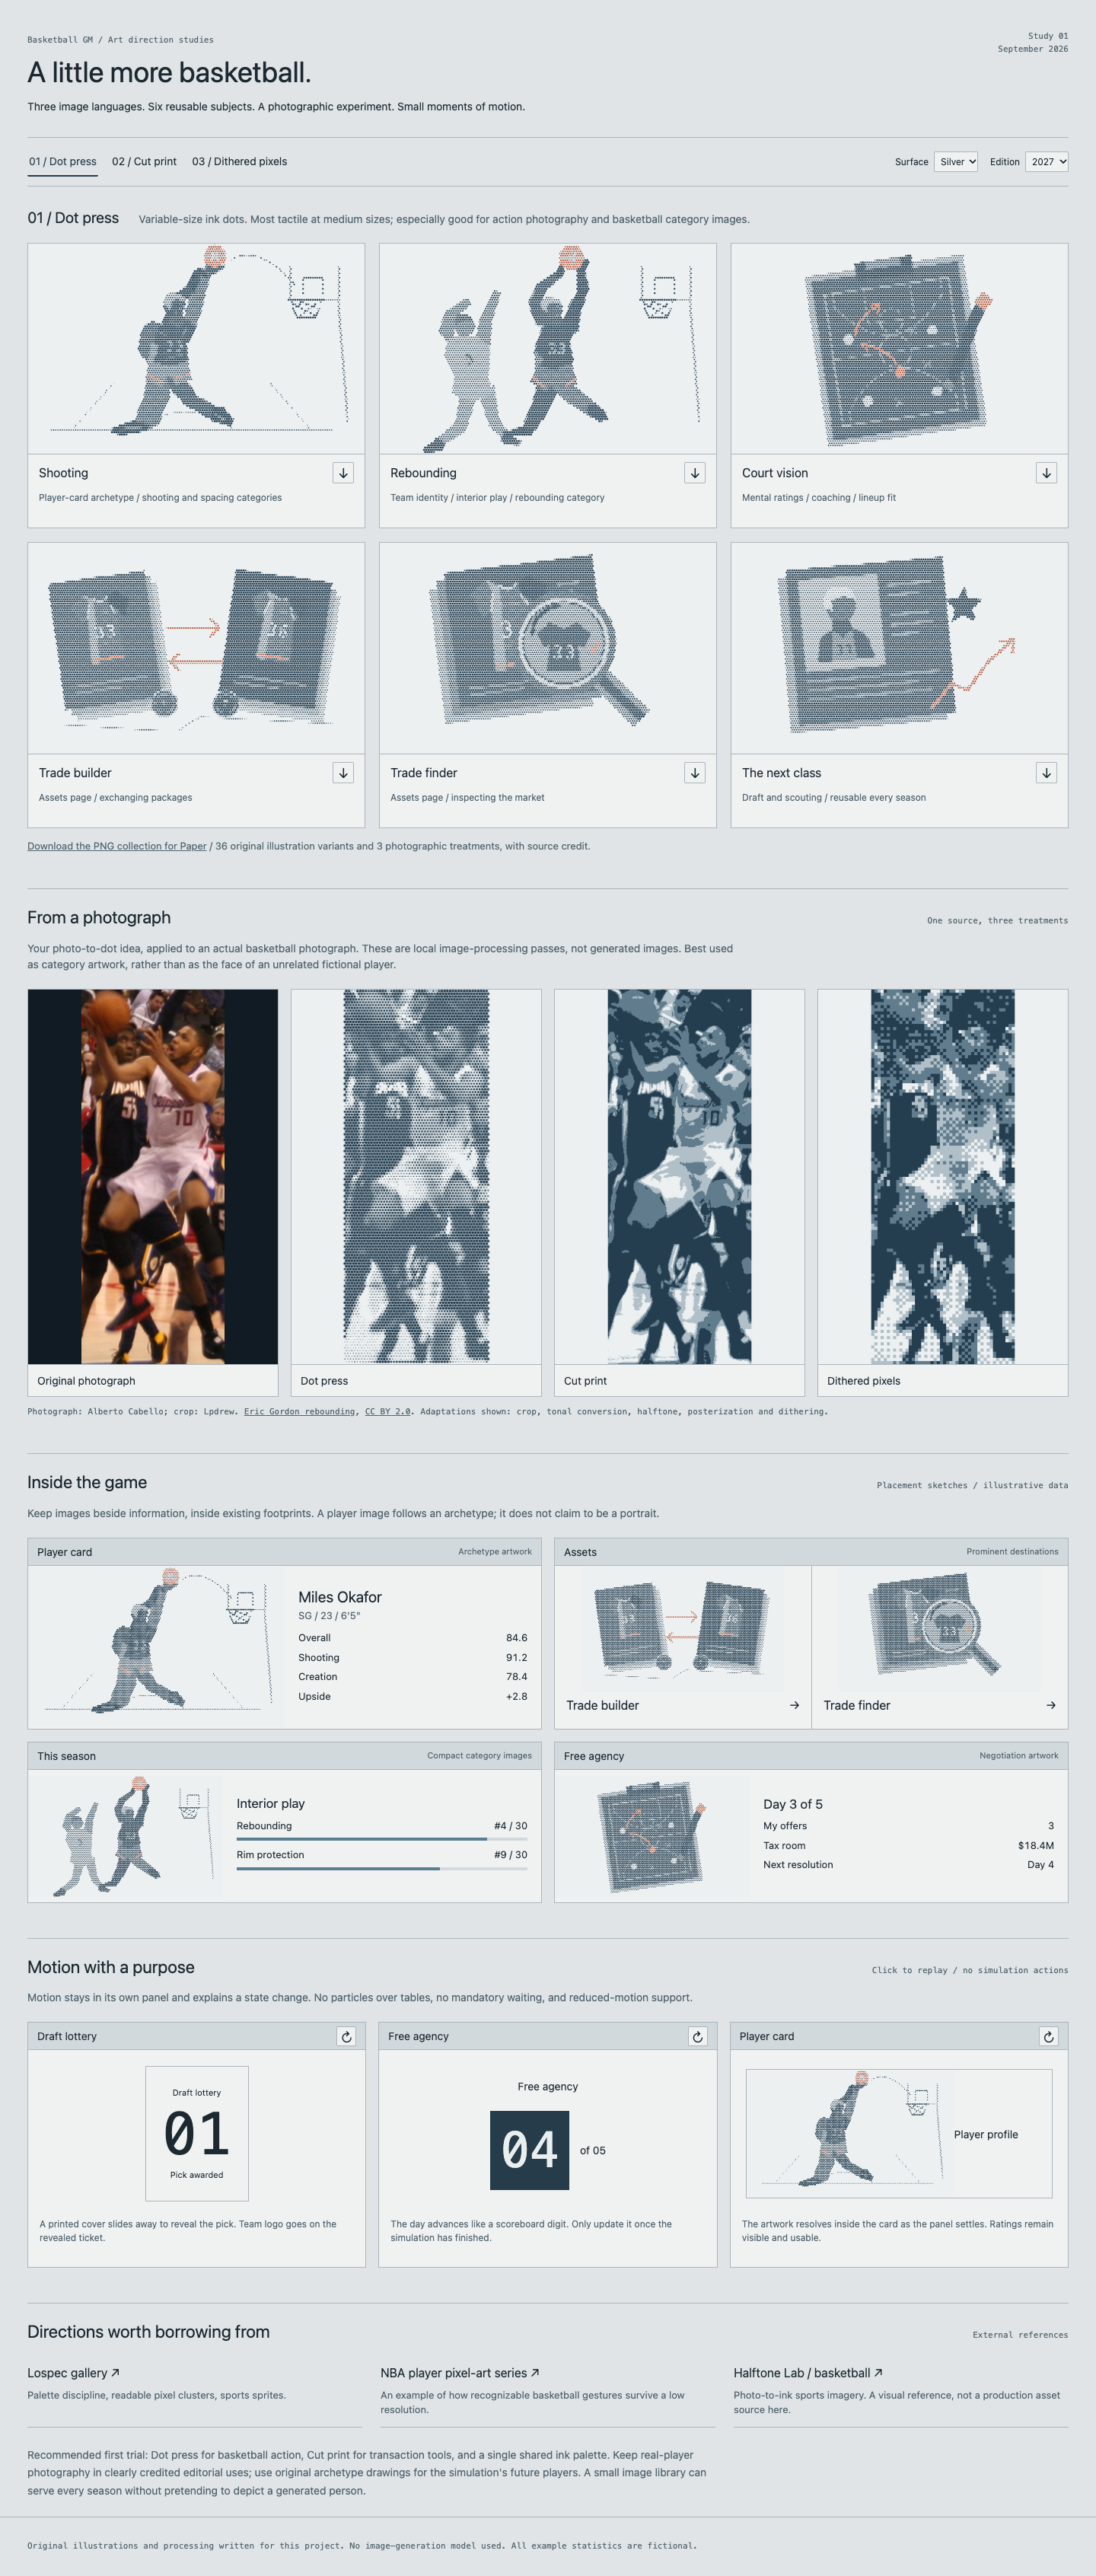 Basketball GM / Art direction studies
Study 01
September 2026
A little more basketball.
Three image languages. Six reusable subjects. A photographic experiment. Small moments of motion.
01 / Dot press
02 / Cut print
03 / Dithered pixels
Surface Silver
Edition 2027
01 / Dot press
Variable-size ink dots. Most tactile at medium sizes; especially good for action photography and basketball category images.
33
Shooting
Player-card archetype / shooting and spacing categories
Rebounding
Team identity / interior play / rebounding category
Court vision
Mental ratings / coaching / lineup fit
33
Trade builder
Assets page / exchanging packages
3
33
Trade finder
Assets page / inspecting the market
The next class
Draft and scouting / reusable every season
Download the PNG collection for Paper / 36 original illustration variants and 3 photographic treatments, with source credit.
From a photograph
One source, three treatments
Your photo-to-dot idea, applied to an actual basketball photograph. These are local image-processing passes, not generated images. Best used
as category artwork, rather than as the face of an unrelated fictional player.
10
10
Original photograph
Dot press
Cut print
Dithered pixels
Photograph: Alberto Cabello; crop: Lpdrew. Eric Gordon rebounding, CC BY 2.0. Adaptations shown: crop, tonal conversion, halftone, posterization and dithering.
Inside the game
Placement sketches / illustrative data
Keep images beside information, inside existing footprints. A player image follows an archetype; it does not claim to be a portrait.
Player card
Archetype artwork
Miles Okafor
SG / 23 / 6'5"
Overall 84.6
Shooting 91.2
Creation 78.4
Upside +2.8
Assets
Prominent destinations
Trade builder →
Trade finder →
This season
Compact category images
Interior play
Rebounding #4 / 30
Rim protection #9 / 30
Free agency
Negotiation artwork
Day 3 of 5
My offers 3
Tax room $18.4M
Next resolution Day 4
Motion with a purpose
Click to replay / no simulation actions
Motion stays in its own panel and explains a state change. No particles over tables, no mandatory waiting, and reduced-motion support.
Draft lottery
Draft lottery
01
Pick awarded
A printed cover slides away to reveal the pick. Team logo goes on the
revealed ticket.
Free agency
Free agency
04 of 05
The day advances like a scoreboard digit. Only update it once the
simulation has finished.
Player card
Player profile
The artwork resolves inside the card as the panel settles. Ratings remain
visible and usable.
Directions worth borrowing from
External references
Lospec gallery ↗
Palette discipline, readable pixel clusters, sports sprites.
NBA player pixel-art series ↗
An example of how recognizable basketball gestures survive a low
resolution.
Halftone Lab / basketball ↗
Photo-to-ink sports imagery. A visual reference, not a production asset
source here.
Recommended first trial: Dot press for basketball action, Cut print for transaction tools, and a single shared ink palette. Keep real-player
photography in clearly credited editorial uses; use original archetype drawings for the simulation's future players. A small image library can
serve every season without pretending to depict a generated person.
Original illustrations and processing written for this project. No image-generation model used. All example statistics are fictional.